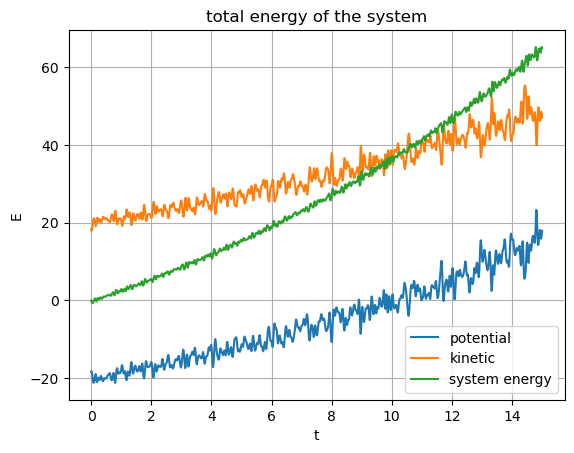 total energy of the system
E
60
40
20
0
−20
0 2 4 6 8 10 12 14
t
potential
kinetic
system energy